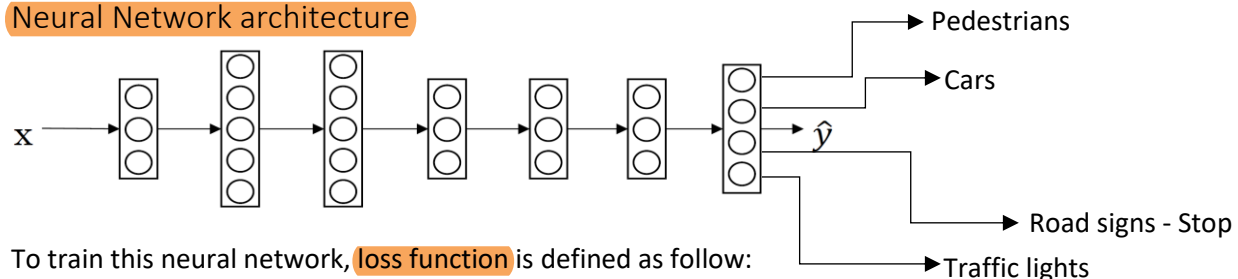 Neural Network architecture
Pedestrians
Cars
x
ŷ
Road signs - Stop
To train this neural network, loss function is defined as follow:
Traffic lights